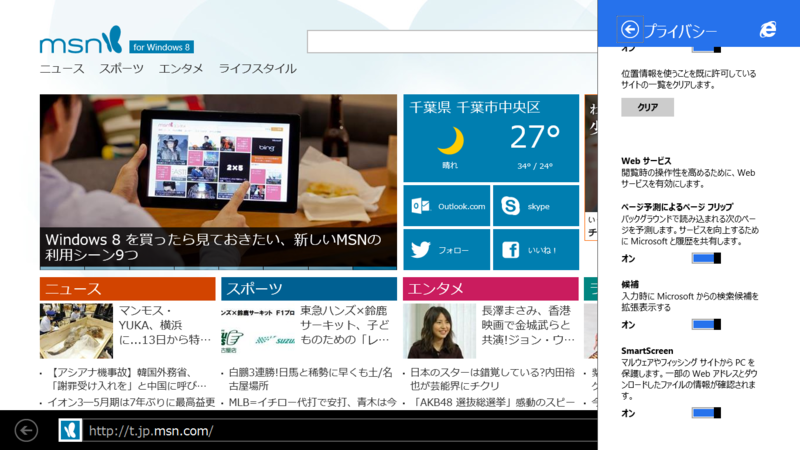 msn for Windows 8
ニュース スポーツ エンタメ ライフスタイル
bing
2×5
Windows 8 を買ったら見ておきたい、新しいMSNの
利用シーン9つ
千葉県 千葉市中央区
27°
晴れ
34° / 24°
Outlook.com
skype
フォロー
いいね！
ニュース
マンモス・
YUKA、横浜
に...13日から特…
・【アシアナ機事故】韓国外務省、
「謝罪受け入れを」と中国に呼び…
・イオン3―5月期は7年ぶりに最高益更
スポーツ
ンズ×鈴鹿サーキット F1プロ
東急ハンズ×鈴鹿
サーキット、子ど
ものための「レ…
・白鵬3連勝!日馬と稀勢に早くも土/名
古屋場所
・MLB=イチロー代打で安打、青木は今
エンタメ
長澤まさみ、香港
映画で金城武らと
共演!ジョン・ウ…
・日本のスターは錯覚している?内田裕
也が芸能界にチクリ
・「AKB48 選抜総選挙」感動のスピー
http://t.jp.msn.com/
プライバシー
オン
位置情報を使うことを既に許可している
サイトの一覧をクリアします。
クリア
Web サービス
閲覧時の操作性を高めるために、Web
サービスを有効にします。
ページ予測によるページ フリップ
バックグラウンドで読み込まれる次のペー
ジを予測します。サービスを向上するため
に Microsoft と履歴を共有します。
オン
候補
入力時に Microsoft からの検索候補を
拡張表示する
オン
SmartScreen
マルウェアやフィッシング サイトから PC を
保護します。一部の Web アドレスとダウ
ンロードしたファイルの情報が確認されま
す。
オン